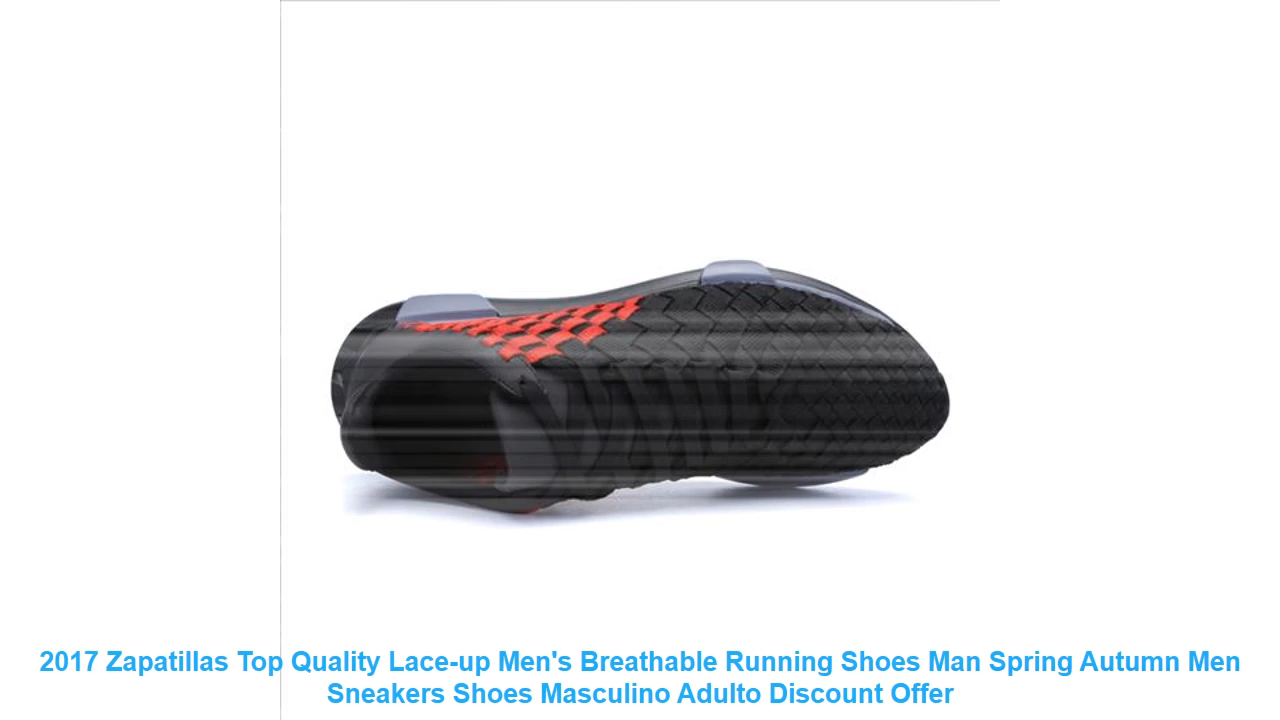 2017 Zapatillas Top Quality Lace-up Men's Breathable Running Shoes Man Spring Autumn Men
Sneakers Shoes Masculino Adulto Discount Offer